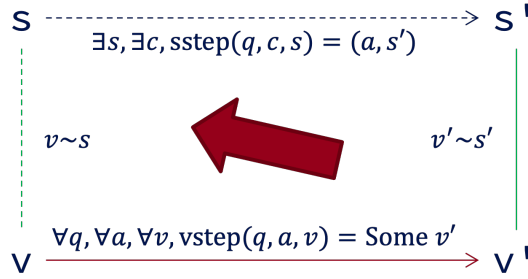 s s'
∃s, ∃c, sstep(q, c, s) = (a, s′)
v~s v′~s′
∀q, ∀a, ∀v, vstep(q, a, v) = Some v′
v v'